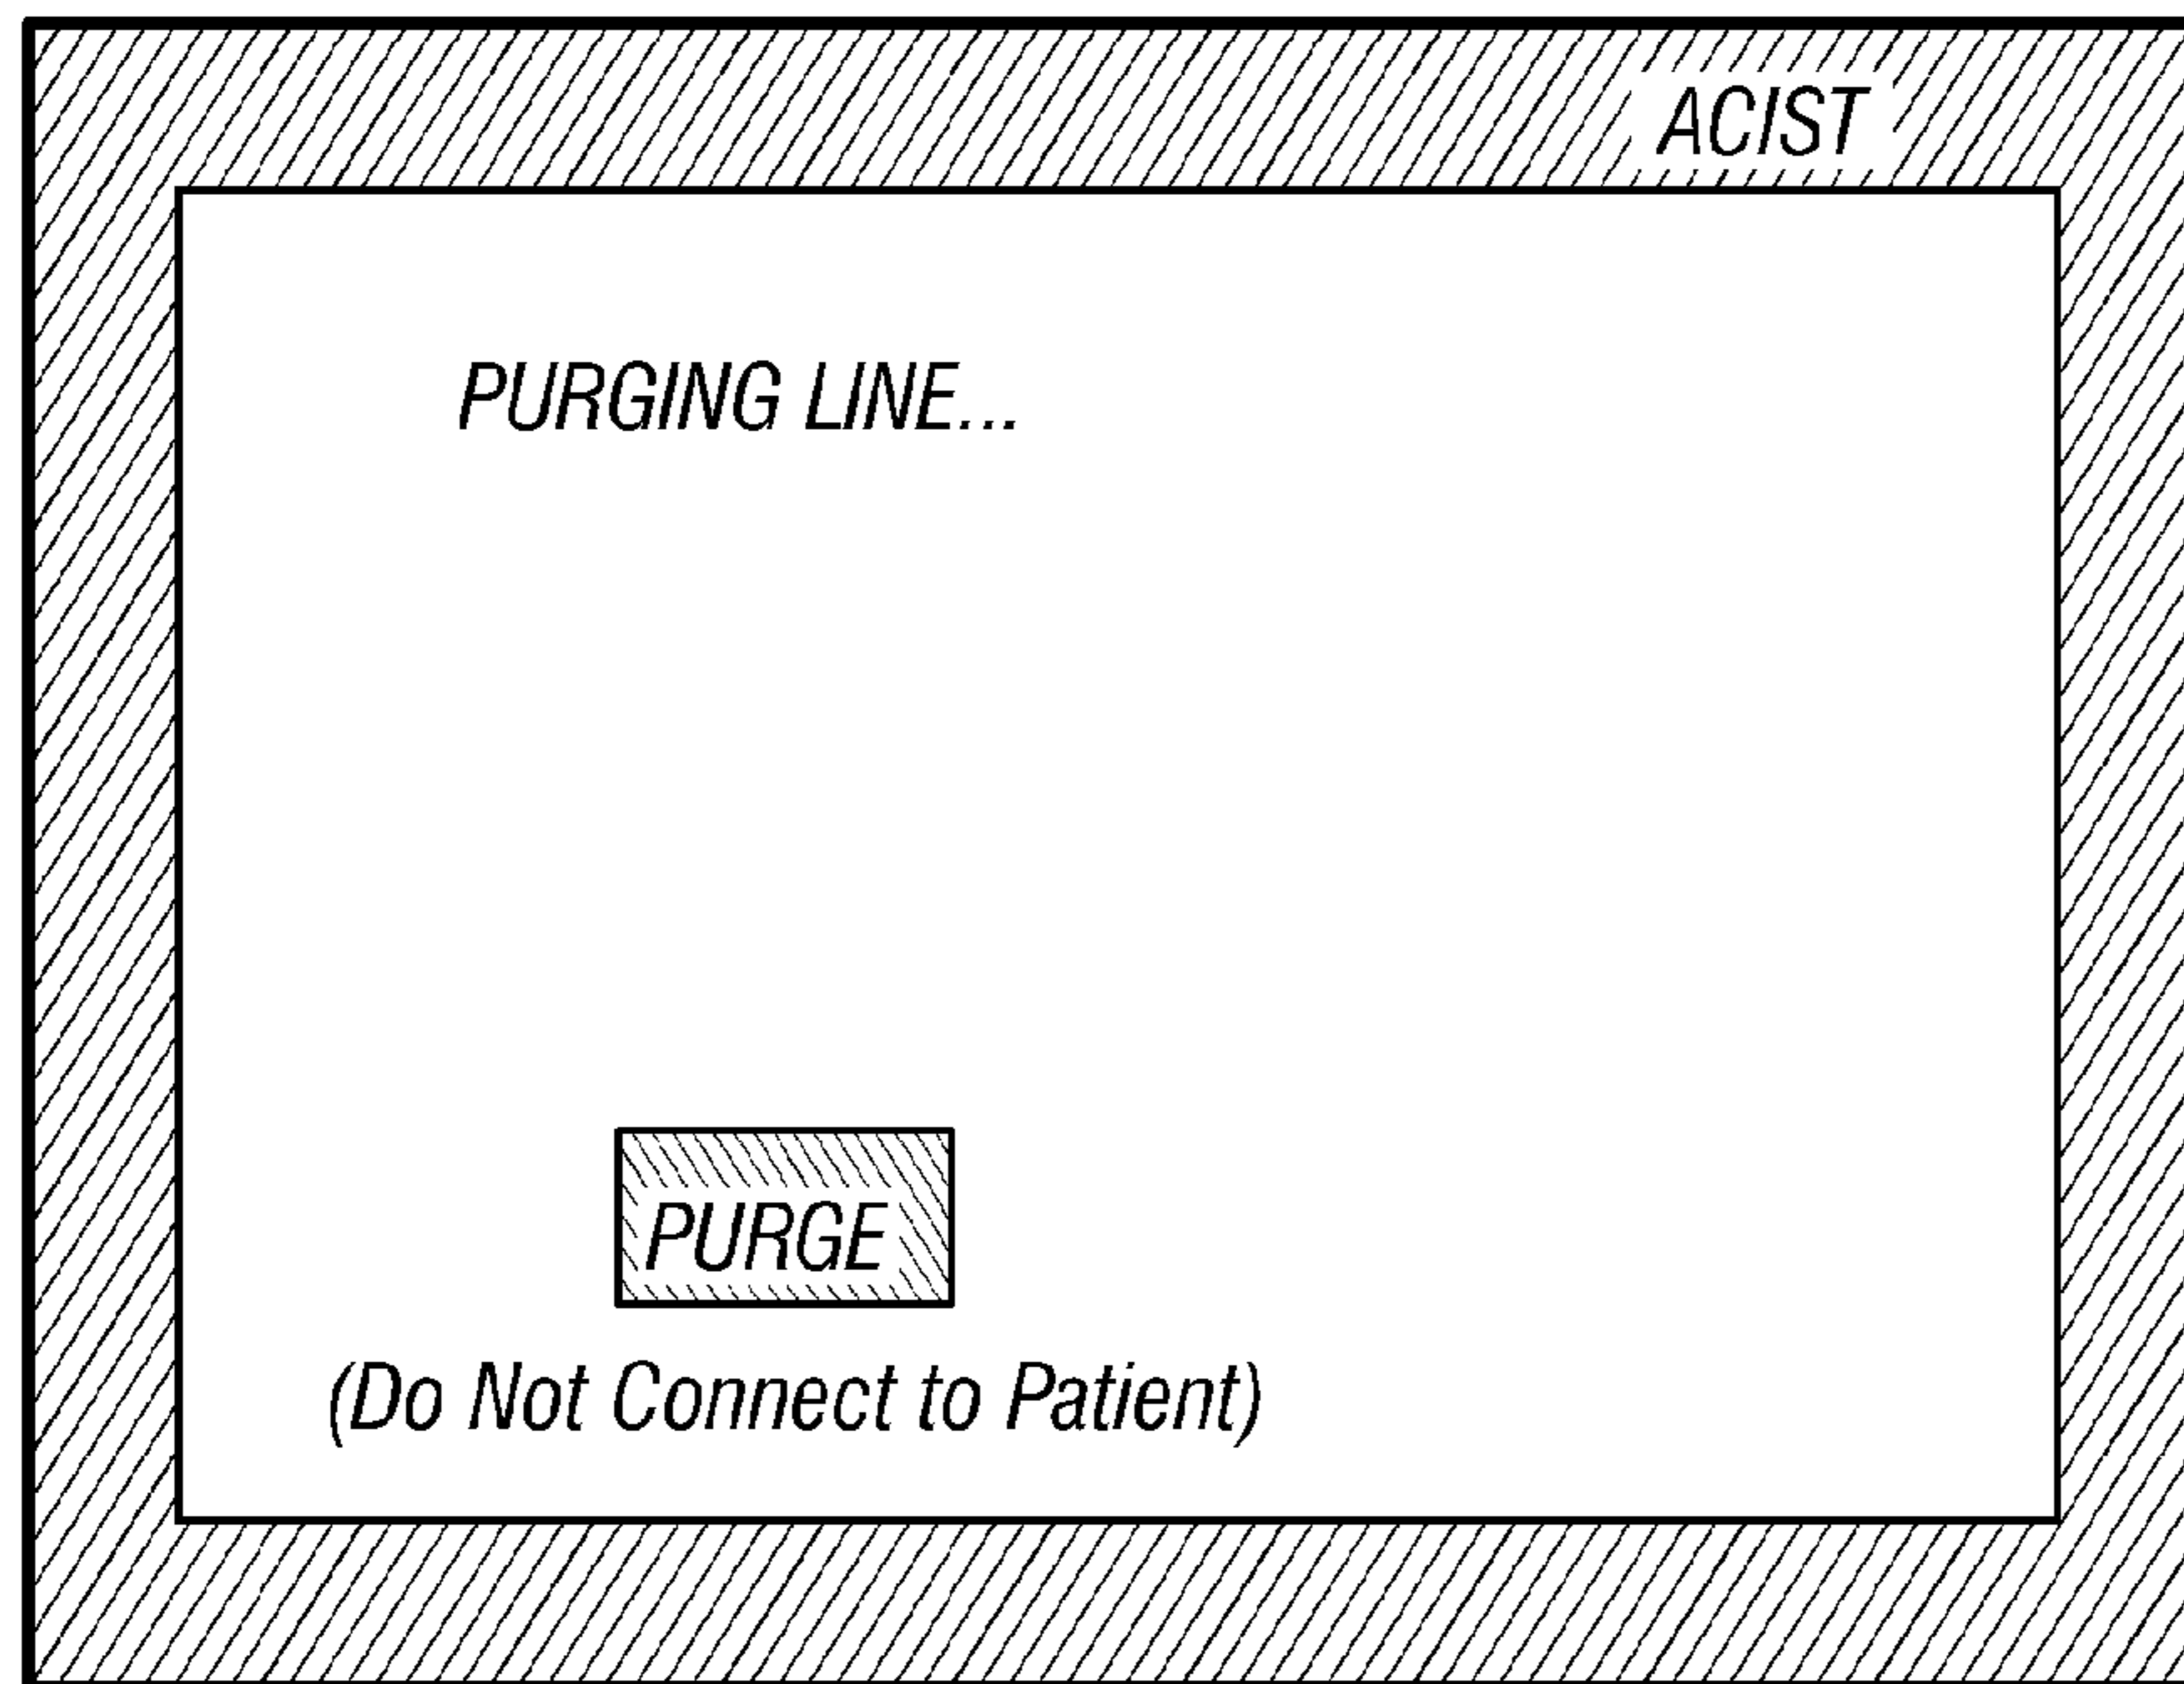 ACIST
PURGING LINE...
PURGE
(Do Not Connect to Patient)